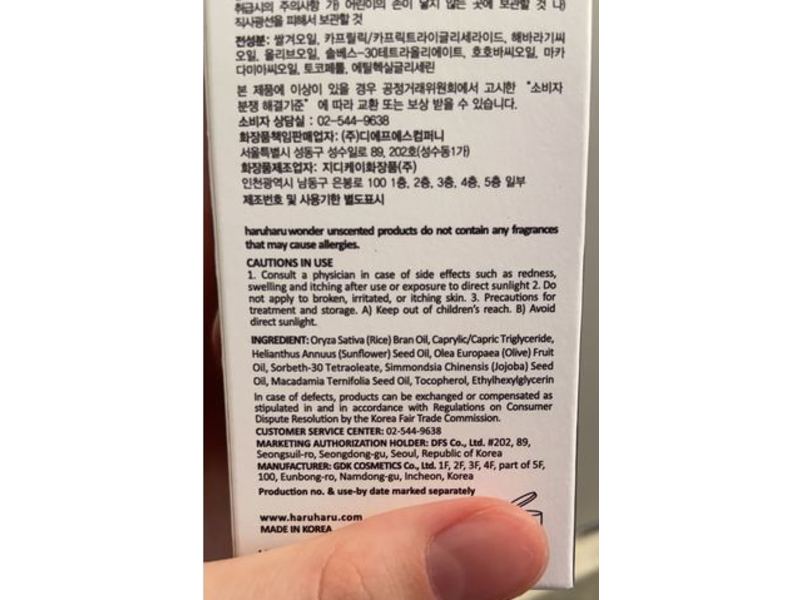 취급시의 주의사항 가) 어린이의 손이 닿지 않는 곳에 보관할 것 나)
직사광선을 피해서 보관할 것
전성분: 쌀겨오일, 카프릴릭/카프릭트라이글리세라이드, 해바라기씨
오일, 올리브오일, 솔베스-30테트라올리에이트, 호호바씨오일, 마카
다미아씨오일, 토코페롤, 에틸헥실글리세린
본 제품에 이상이 있을 경우 공정거래위원회에서 고시한 "소비자
분쟁 해결기준" 에 따라 교환 또는 보상 받을 수 있습니다.
소비자 상담실 : 02-544-9638
화장품책임판매업자: (주)디에프에스컴퍼니
서울특별시 성동구 성수일로 89, 202호(성수동1가)
화장품제조업자: 지디케이화장품(주)
인천광역시 남동구 은봉로 100 1층, 2층, 3층, 4층, 5층 일부
제조번호 및 사용기한 별도표시
haruharu wonder unscented products do not contain any fragrances
that may cause allergies.
CAUTIONS IN USE
1. Consult a physician in case of side effects such as redness,
swelling and itching after use or exposure to direct sunlight 2. Do
not apply to broken, irritated, or itching skin. 3. Precautions for
treatment and storage. A) Keep out of children's reach. B) Avoid
direct sunlight.
INGREDIENT: Oryza Sativa (Rice) Bran Oil, Caprylic/Capric Triglyceride,
Helianthus Annuus (Sunflower) Seed Oil, Olea Europaea (Olive) Fruit
Oil, Sorbeth-30 Tetraoleate, Simmondsia Chinensis (Jojoba) Seed
Oil, Macadamia Ternifolia Seed Oil, Tocopherol, Ethylhexylglycerin
In case of defects, products can be exchanged or compensated as
stipulated in and in accordance with Regulations on Consumer
Dispute Resolution by the Korea Fair Trade Commission.
CUSTOMER SERVICE CENTER: 02-544-9638
MARKETING AUTHORIZATION HOLDER: DFS Co., Ltd. #202, 89,
Seongsuil-ro, Seongdong-gu, Seoul, Republic of Korea
MANUFACTURER: GDK COSMETICS Co., Ltd. 1F, 2F, 3F, 4F, part of 5F,
100, Eunbong-ro, Namdong-gu, Incheon, Korea
Production no. & use-by date marked separately
www.haruharu.com
MADE IN KOREA